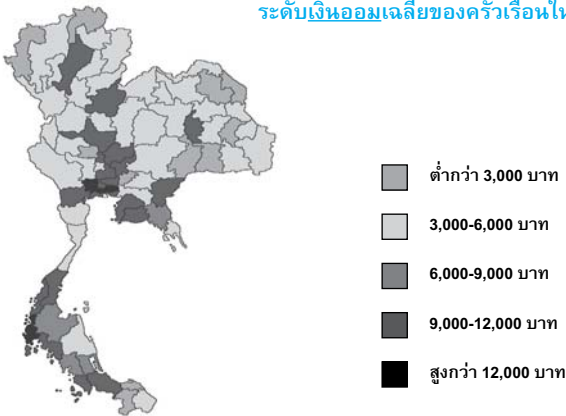 ระดับเงินออมเฉลี่ยของครัวเรือนใน
ต่ำกว่า 3,000 บาท
3,000-6,000 บาท
6,000-9,000 บาท
9,000-12,000 บาท
สูงกว่า 12,000 บาท